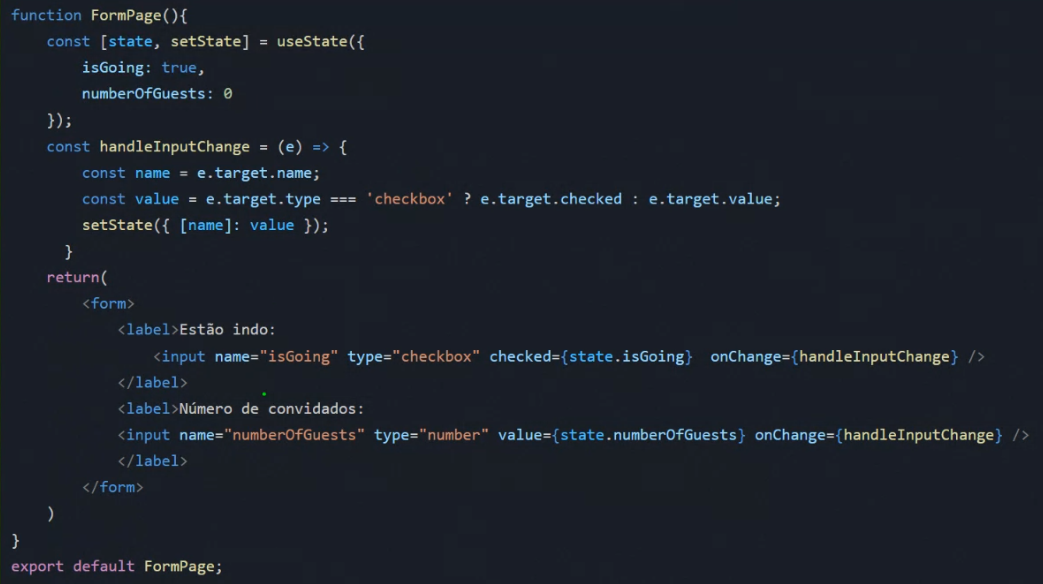 function FormPage(){
    const [state, setState] = useState({
        isGoing: true,
        numberOfGuests: 0
    });
    const handleInputChange = (e) => {
        const name = e.target.name;
        const value = e.target.type === 'checkbox' ? e.target.checked : e.target.value;
        setState({ [name]: value });
      }
    return(
        <form>
            <label>Estão indo:
                <input name="isGoing" type="checkbox" checked={state.isGoing}  onChange={handleInputChange} />
            </label>
            <label>Número de convidados:
            <input name="numberOfGuests" type="number" value={state.numberOfGuests} onChange={handleInputChange} />
            </label>
        </form>
    )
}
export default FormPage;